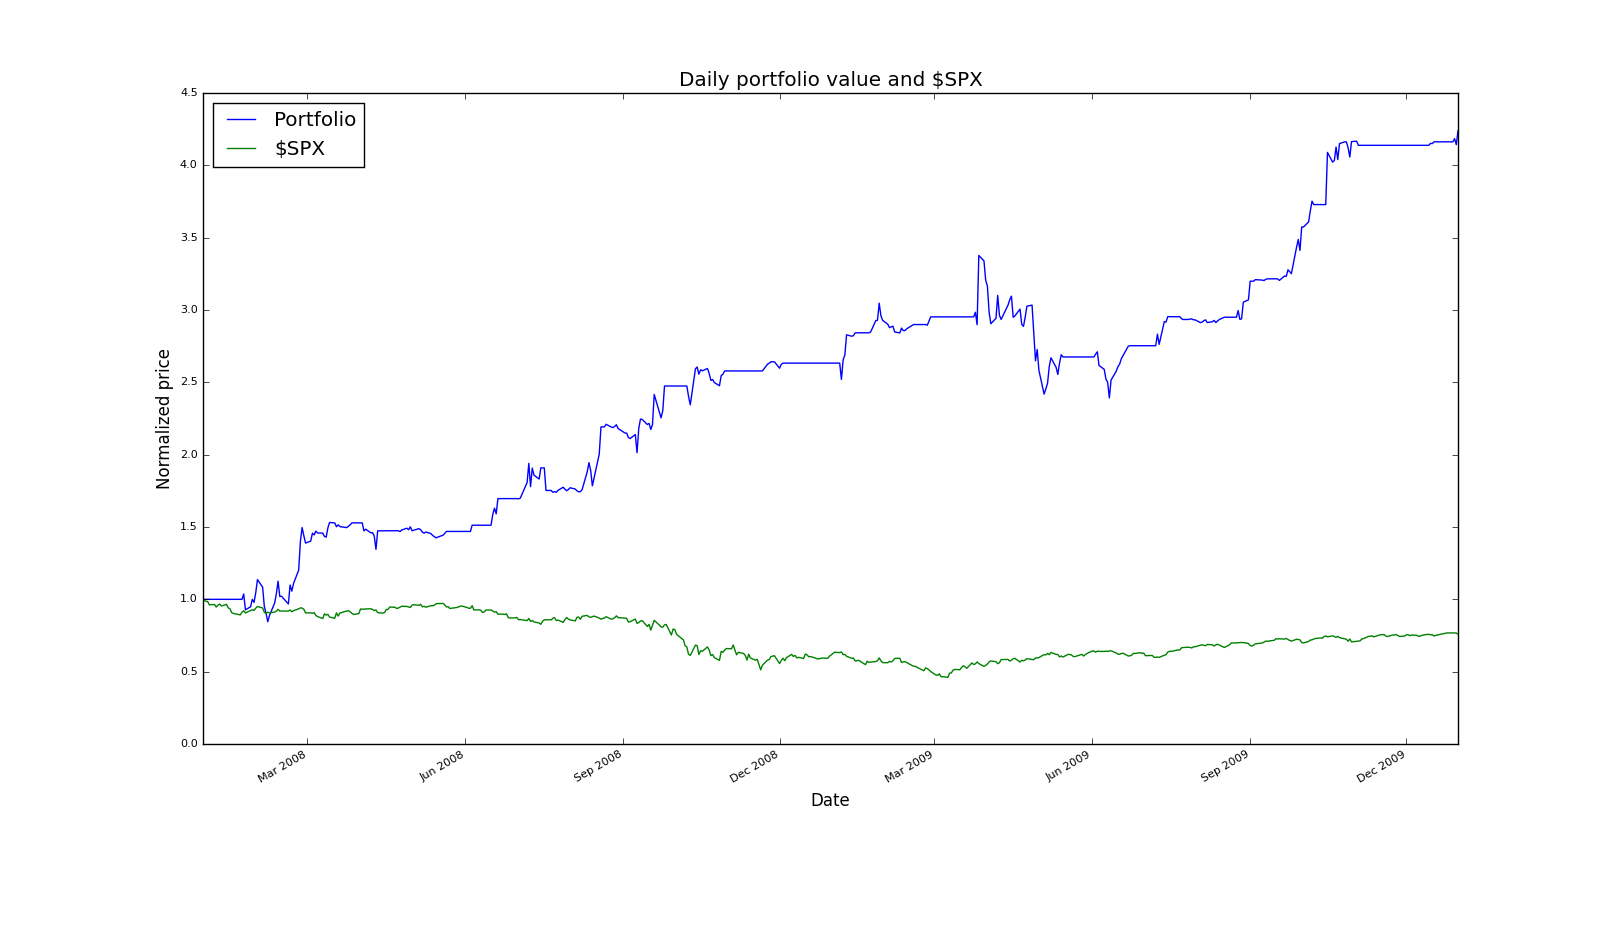 Daily portfolio value and $SPX
Portfolio
$SPX
4.5
4.0
3.5
3.0
2.5
2.0
1.5
1.0
0.5
0.0
Normalized price
Mar 2008
Jun 2008
Sep 2008
Dec 2008
Mar 2009
Jun 2009
Sep 2009
Dec 2009
Date